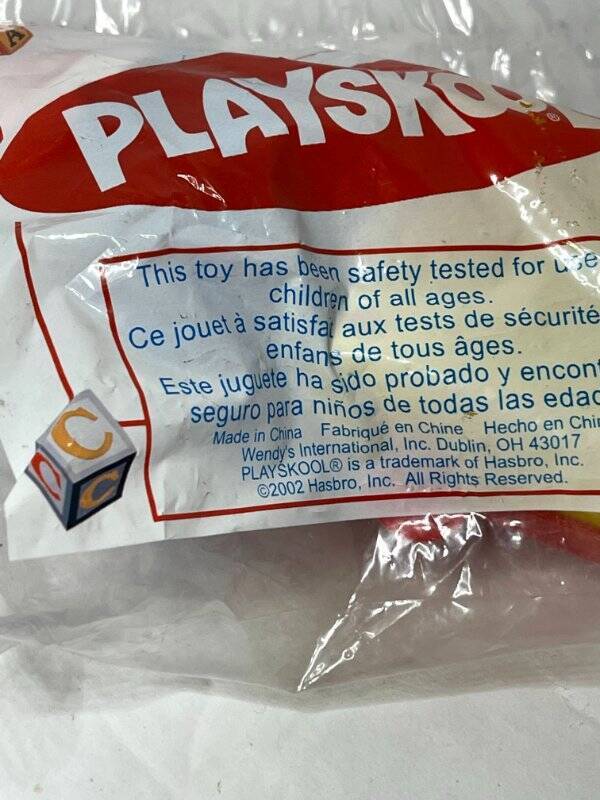 A
PLAYSKOOL®
This toy has been safety tested for use
children of all ages.
Ce jouet à satisfai aux tests de sécurité
enfans de tous âges.
Este juguete ha sido probado y encont
seguro para niños de todas las edad
Made in China Fabriqué en Chine Hecho en Chin
Wendy's International, Inc. Dublin, OH 43017
PLAYSKOOL® is a trademark of Hasbro, Inc.
©2002 Hasbro, Inc. All Rights Reserved.
C
C
C